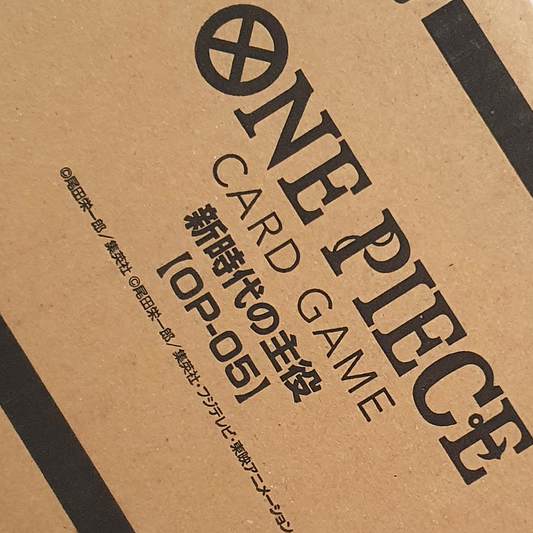 ONE PIECE
CARD GAME
新時代の主役
【OP-05】
©尾田栄一郎／集英社 ©尾田栄一郎／集英社・フジテレビ・東映アニメーション